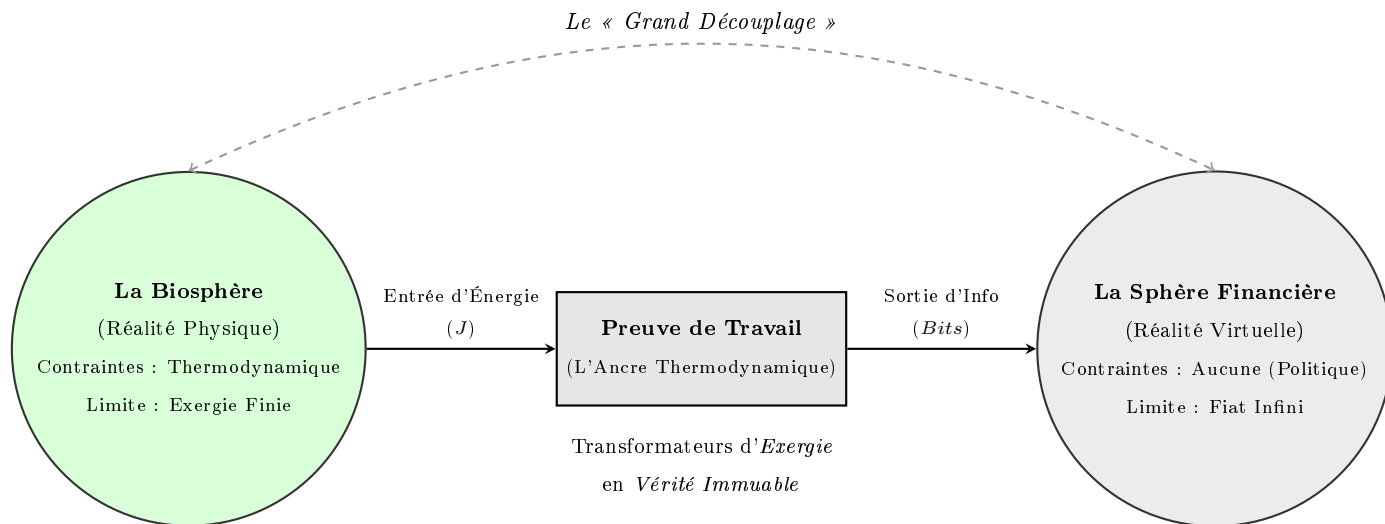 Le « Grand Découplage »
La Biosphère
(Réalité Physique)
Contraintes : Thermodynamique
Limite : Exergie Finie
Entrée d'Énergie
(J)
Preuve de Travail
(L'Ancre Thermodynamique)
Transformateurs d'Exergie
en Vérité Immuable
Sortie d'Info
(Bits)
La Sphère Financière
(Réalité Virtuelle)
Contraintes : Aucune (Politique)
Limite : Fiat Infini